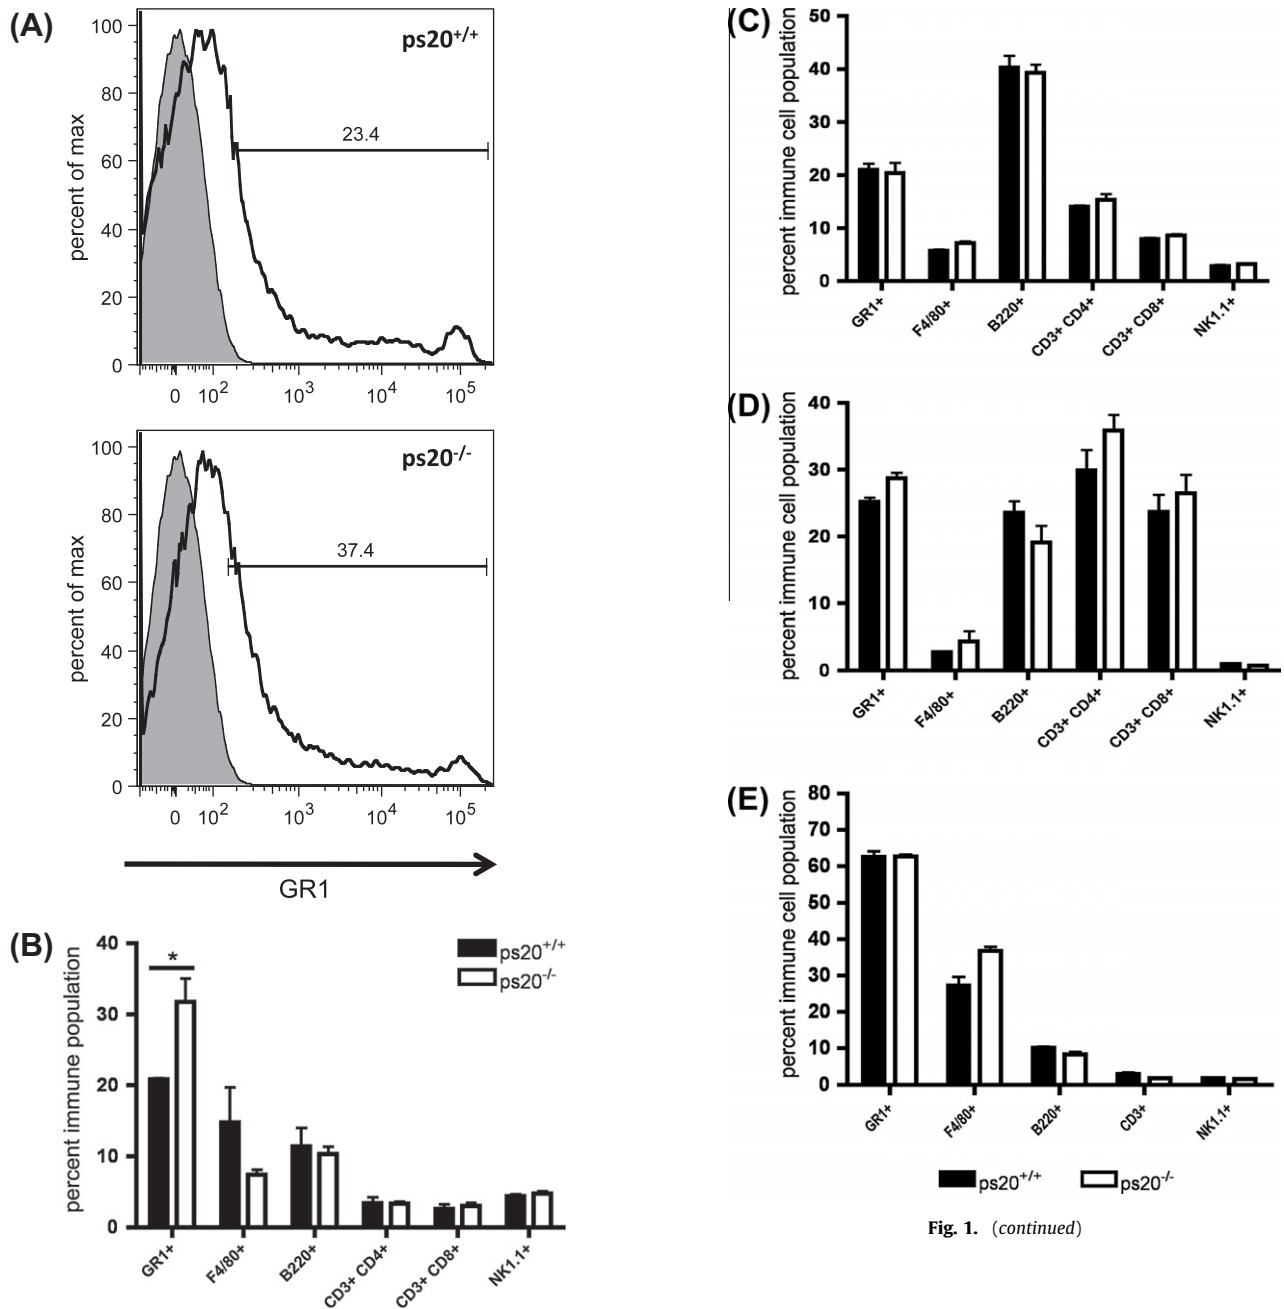 (A)
ps20+/+
23.4
percent of max
100
80
60
40
20
0
0 10² 10³ 10⁴ 10⁵
ps20-/-
37.4
percent of max
100
80
60
40
20
0
0 10² 10³ 10⁴ 10⁵
GR1
(B)
percent immune population
40
30
20
10
0
*
ps20+/+
ps20-/-
GR1+ F4/80+ B220+ CD3+ CD4+ CD3+ CD8+ NK1.1+
(C)
percent immune cell population
50
40
30
20
10
0
GR1+ F4/80+ B220+ CD3+ CD4+ CD3+ CD8+ NK1.1+
(D)
percent immune cell population
40
30
20
10
0
GR1+ F4/80+ B220+ CD3+ CD4+ CD3+ CD8+ NK1.1+
(E)
percent immune cell population
80
70
60
50
40
30
20
10
0
GR1+ F4/80+ B220+ CD3+ NK1.1+
ps20+/+ ps20-/-
Fig. 1. (continued)